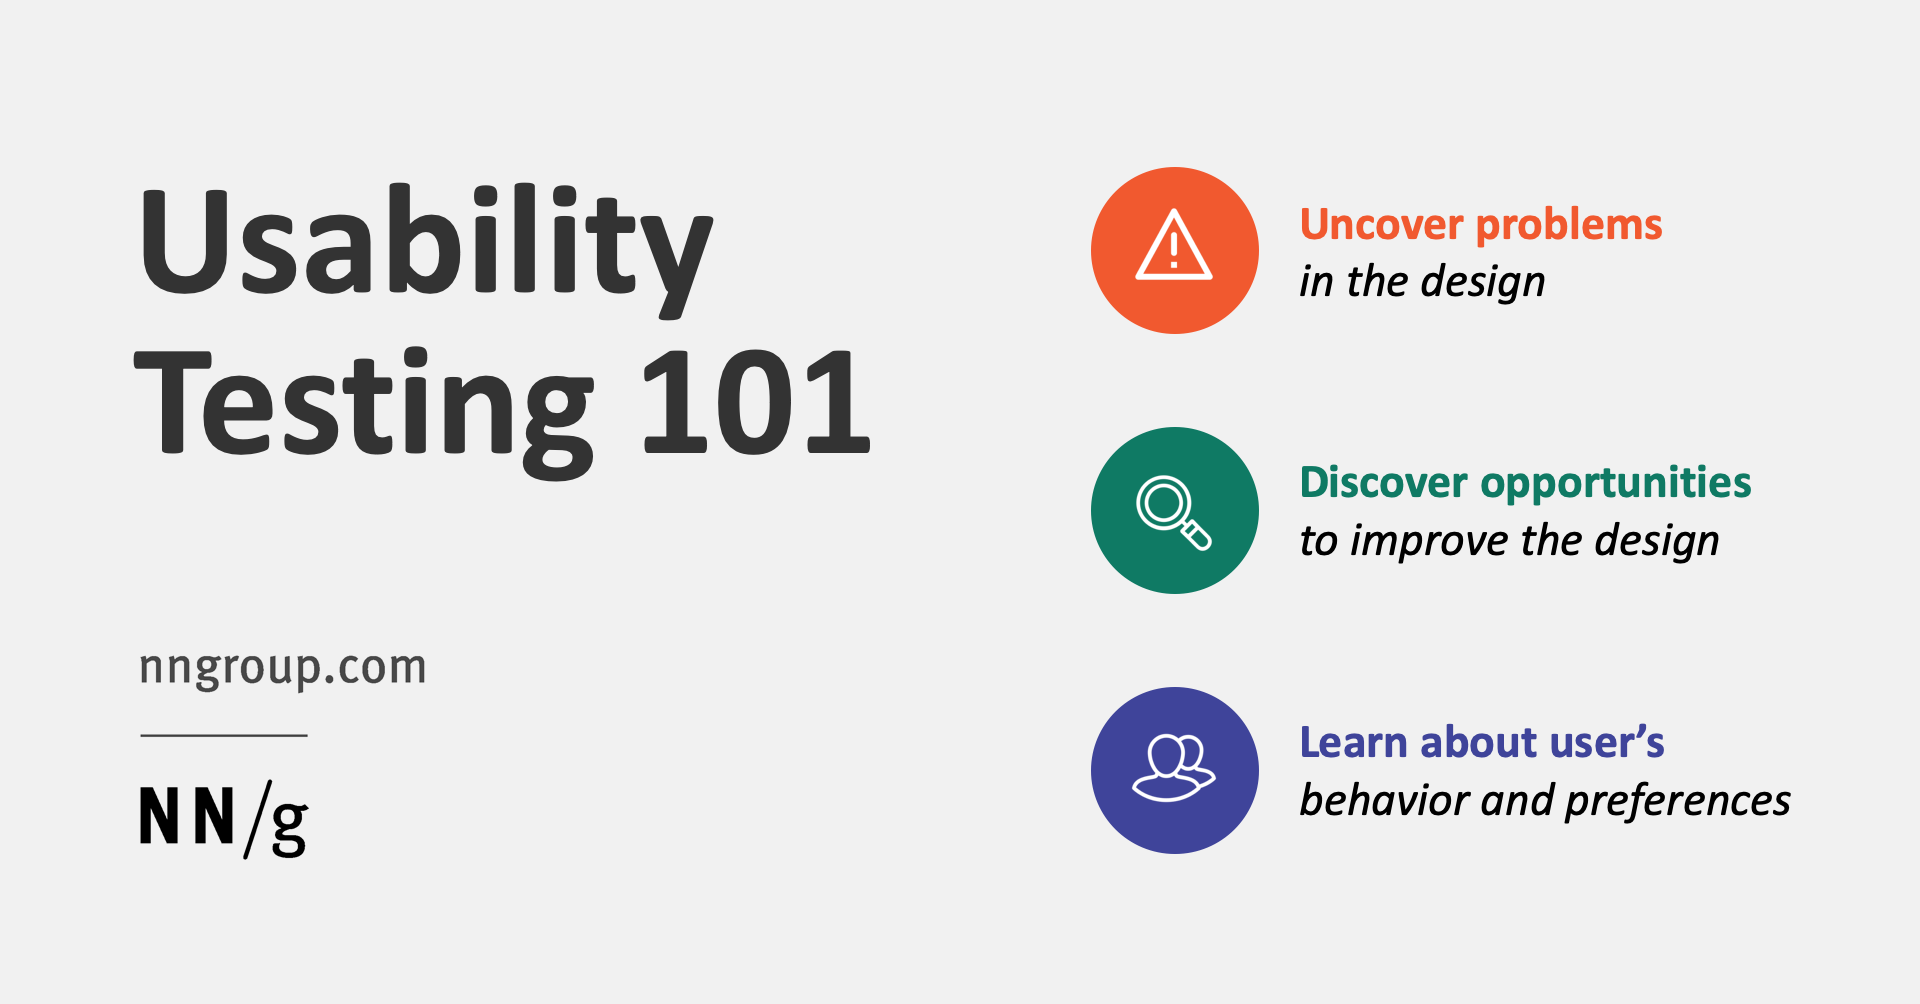 Usability
Testing 101
nngroup.com
NN/g
Uncover problems
in the design
Discover opportunities
to improve the design
Learn about user’s
behavior and preferences